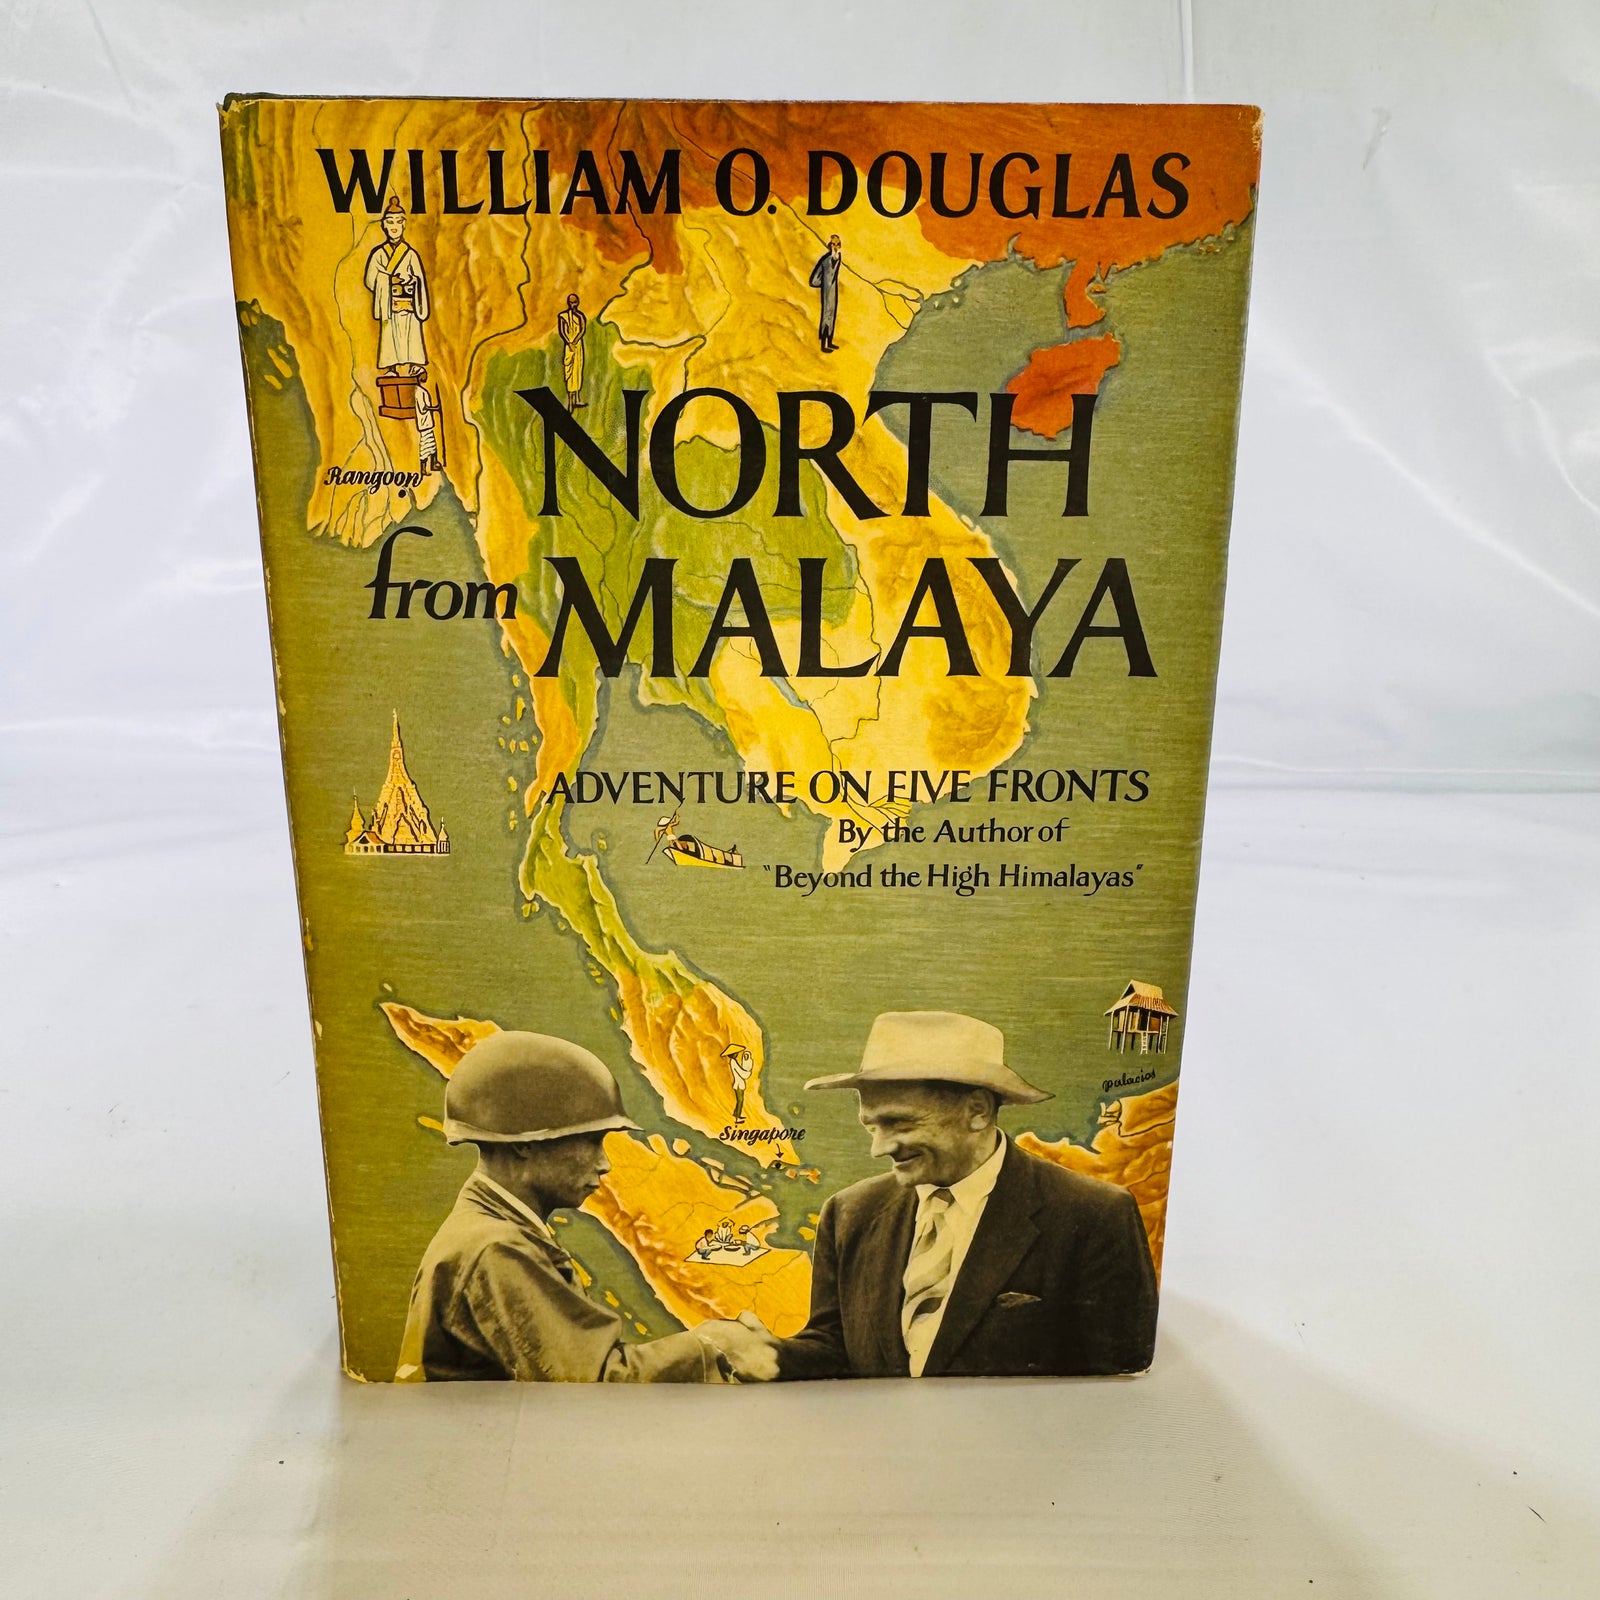 WILLIAM O. DOUGLAS
Rangoon
NORTH
from MALAYA
ADVENTURE ON FIVE FRONTS
By the Author of
"Beyond the High Himalayas"
palacios
Singapore